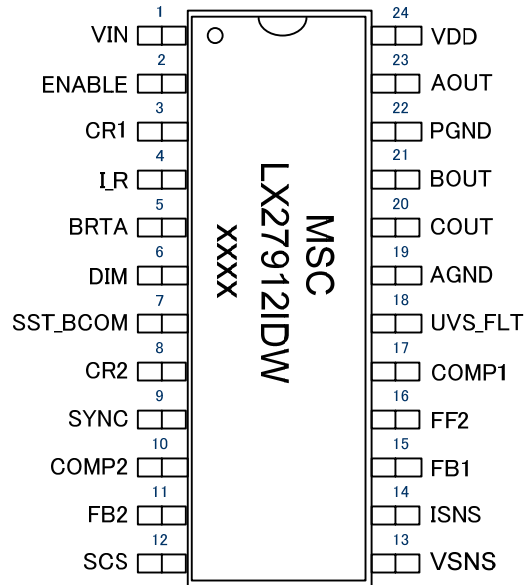 1 24
VIN VDD
2 23
ENABLE AOUT
3 22
CR1 PGND
4 21
I_R BOUT
5 20
BRTA COUT
6 19
DIM AGND
7 18
SST_BCOM UVS_FLT
8 17
CR2 COMP1
9 16
SYNC FF2
10 15
COMP2 FB1
11 14
FB2 ISNS
12 13
SCS VSNS
MSC
LX27912IDW
xxxx